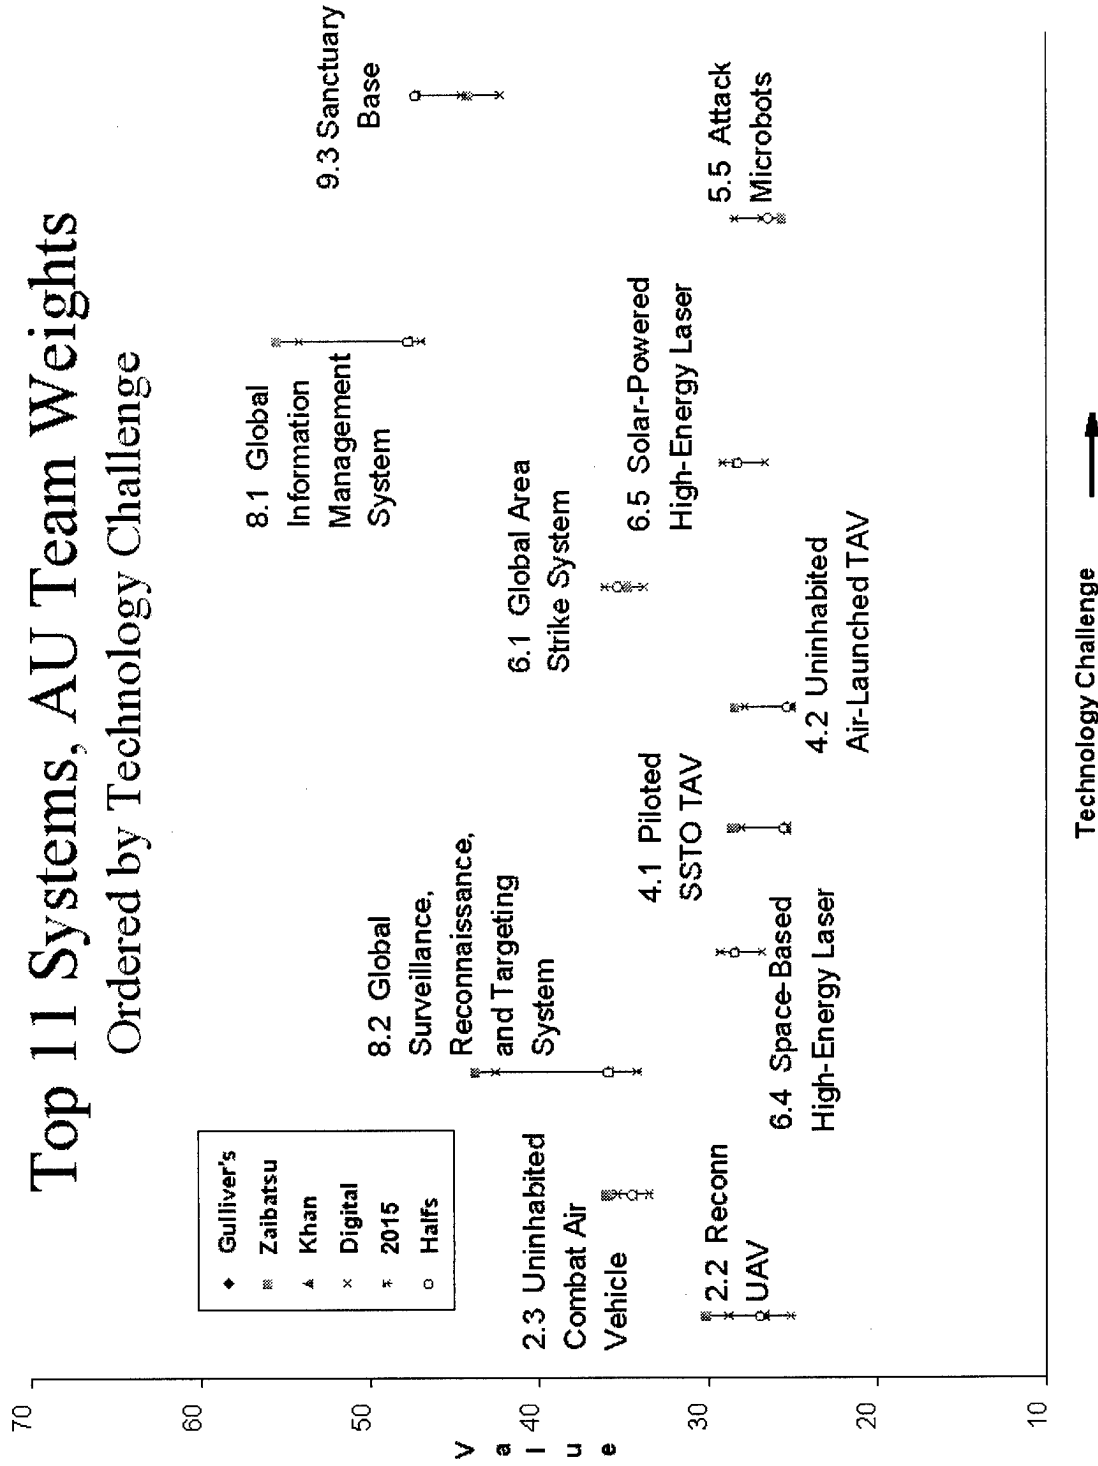 Top 11 Systems, AU Team Weights
Ordered by Technology Challenge
70
60
50
40
30
20
10
Value
Gulliver's
Zaibatsu
Khan
Digital
2015
Halfs
2.3 Uninhabited
Combat Air
Vehicle
2.2 Reconn
UAV
8.2 Global
Surveillance,
Reconnaissance,
and Targeting
System
6.4 Space-Based
High-Energy Laser
4.1 Piloted
SSTO TAV
4.2 Uninhabited
Air-Launched TAV
6.1 Global Area
Strike System
6.5 Solar-Powered
High-Energy Laser
8.1 Global
Information
Management
System
5.5 Attack
Microbots
9.3 Sanctuary
Base
Technology Challenge